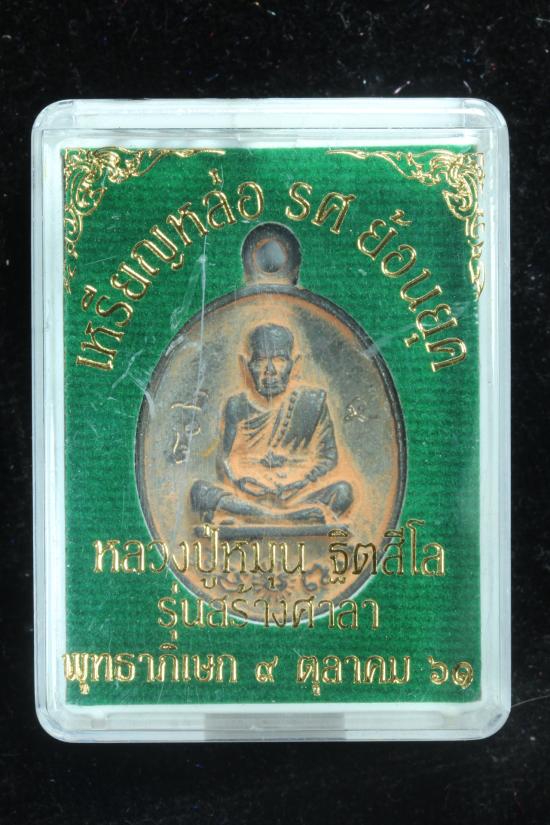 เหรียญหล่อ รศ ย้อนยุค
หลวงปู่หมุน ฐิตสีโล
รุ่นสร้างศาลา
พุทธาภิเษก ๙ ตุลาคม ๖๑